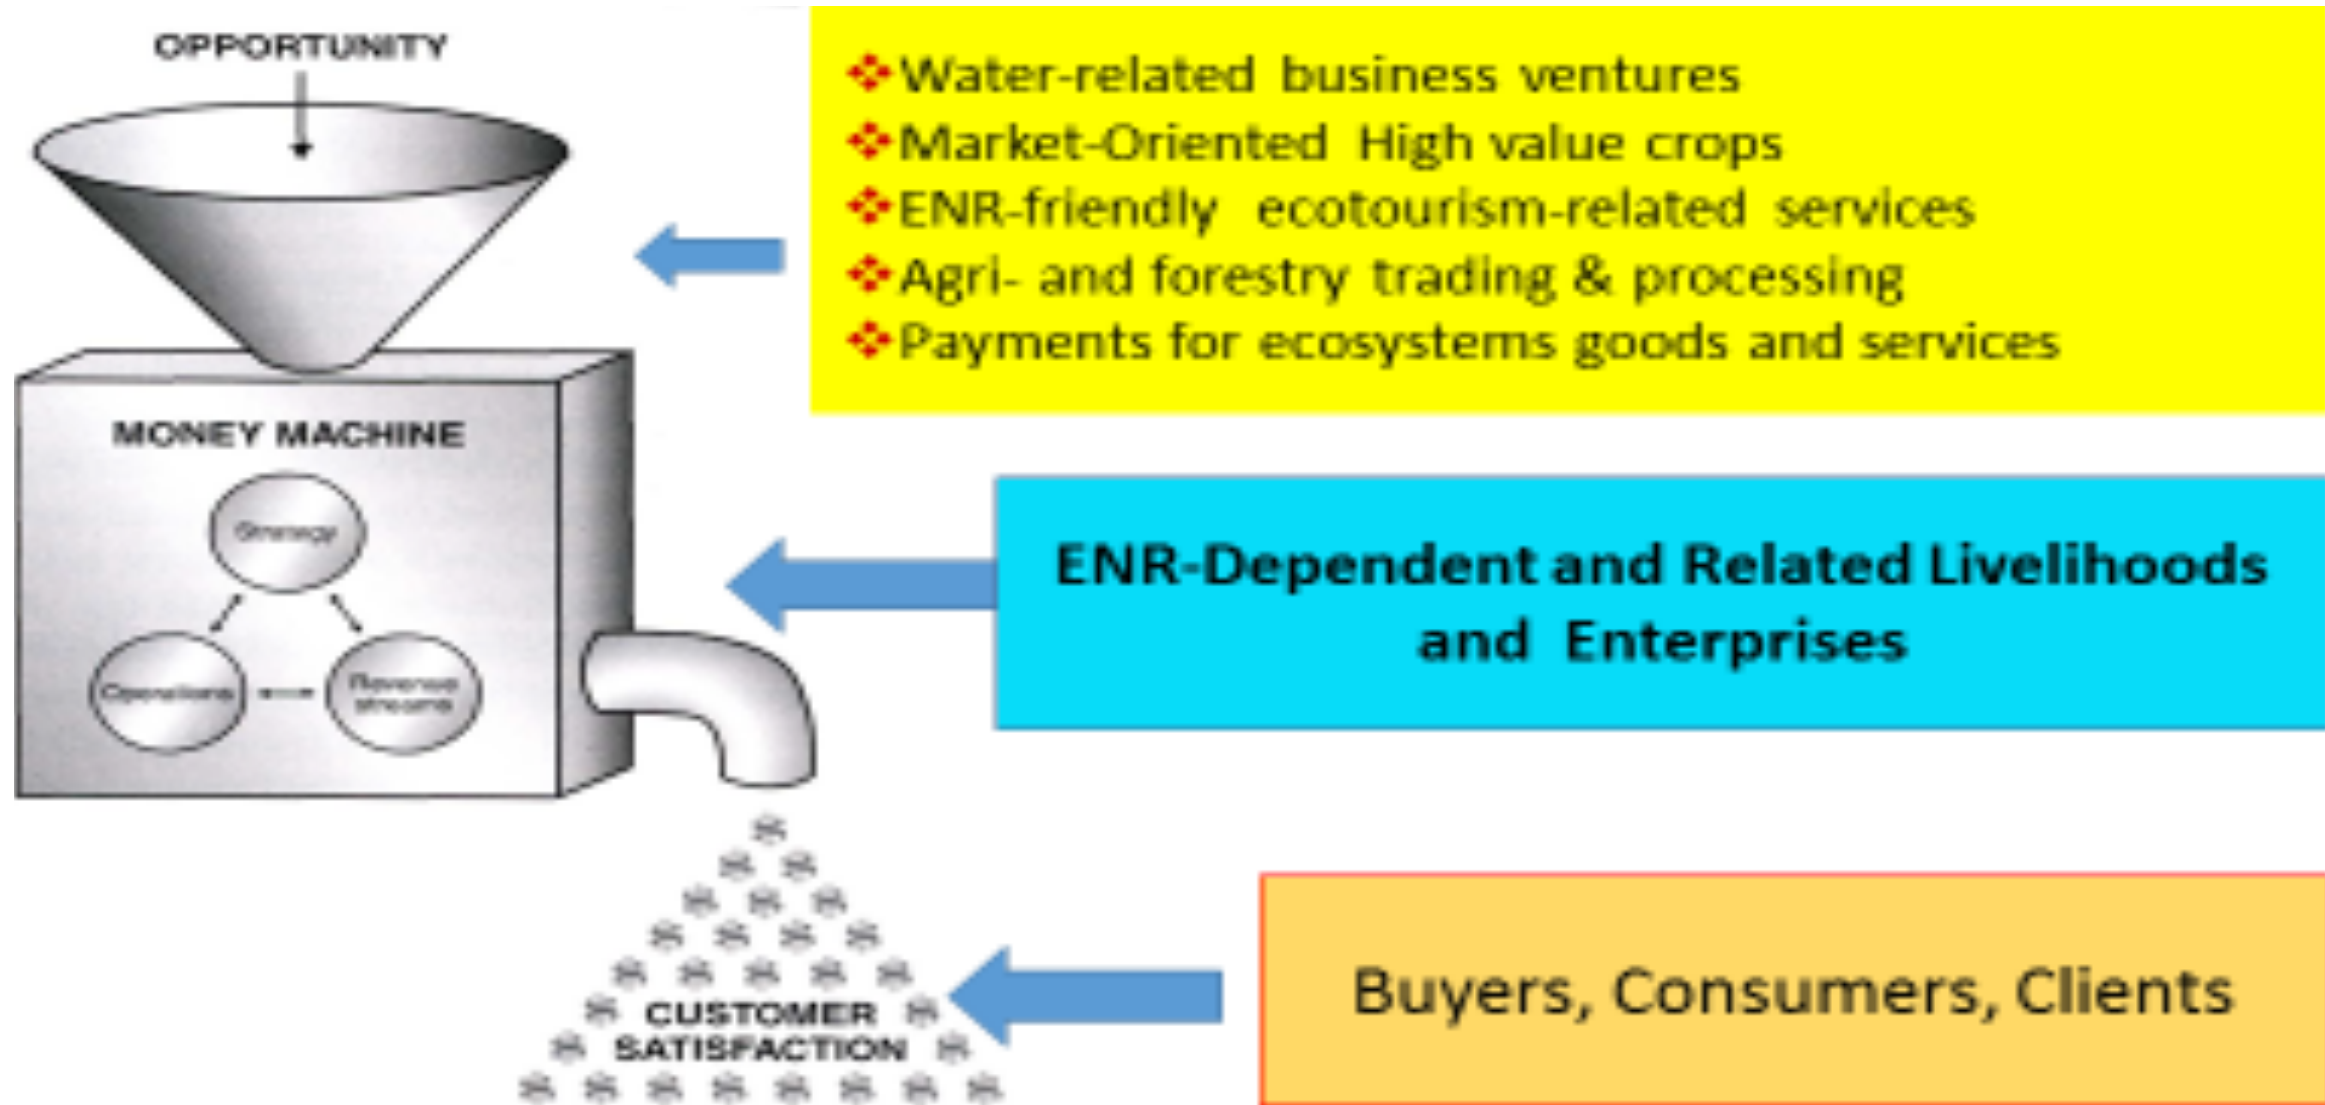 OPPORTUNITY
❖Water-related business ventures
❖Market-Oriented High value crops
❖ENR-friendly ecotourism-related services
❖Agri- and forestry trading & processing
❖Payments for ecosystems goods and services
MONEY MACHINE
Strategy
Operations
Revenue
streams
ENR-Dependent and Related Livelihoods
and Enterprises
CUSTOMER
SATISFACTION
Buyers, Consumers, Clients